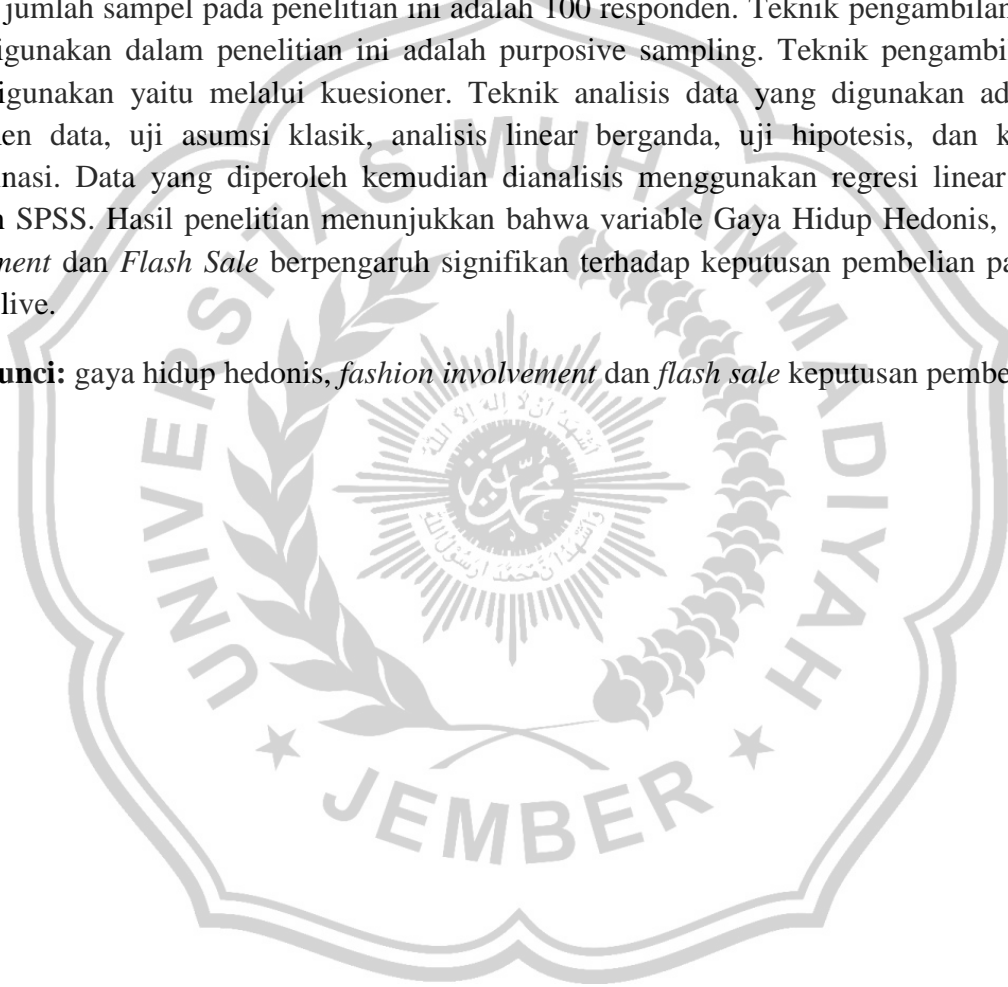 jumlah sampel pada penelitian ini adalah 100 responden. Teknik pengambilan
igunakan dalam penelitian ini adalah purposive sampling. Teknik pengambi
igunakan yaitu melalui kuesioner. Teknik analisis data yang digunakan ad
en data, uji asumsi klasik, analisis linear berganda, uji hipotesis, dan k
inasi. Data yang diperoleh kemudian dianalisis menggunakan regresi linear
n SPSS. Hasil penelitian menunjukkan bahwa variable Gaya Hidup Hedonis,
ment dan Flash Sale berpengaruh signifikan terhadap keputusan pembelian pa
live.
unci: gaya hidup hedonis, fashion involvement dan flash sale keputusan pembe
UNIVERSITAS MUHAMMADIYAH
JEMBER